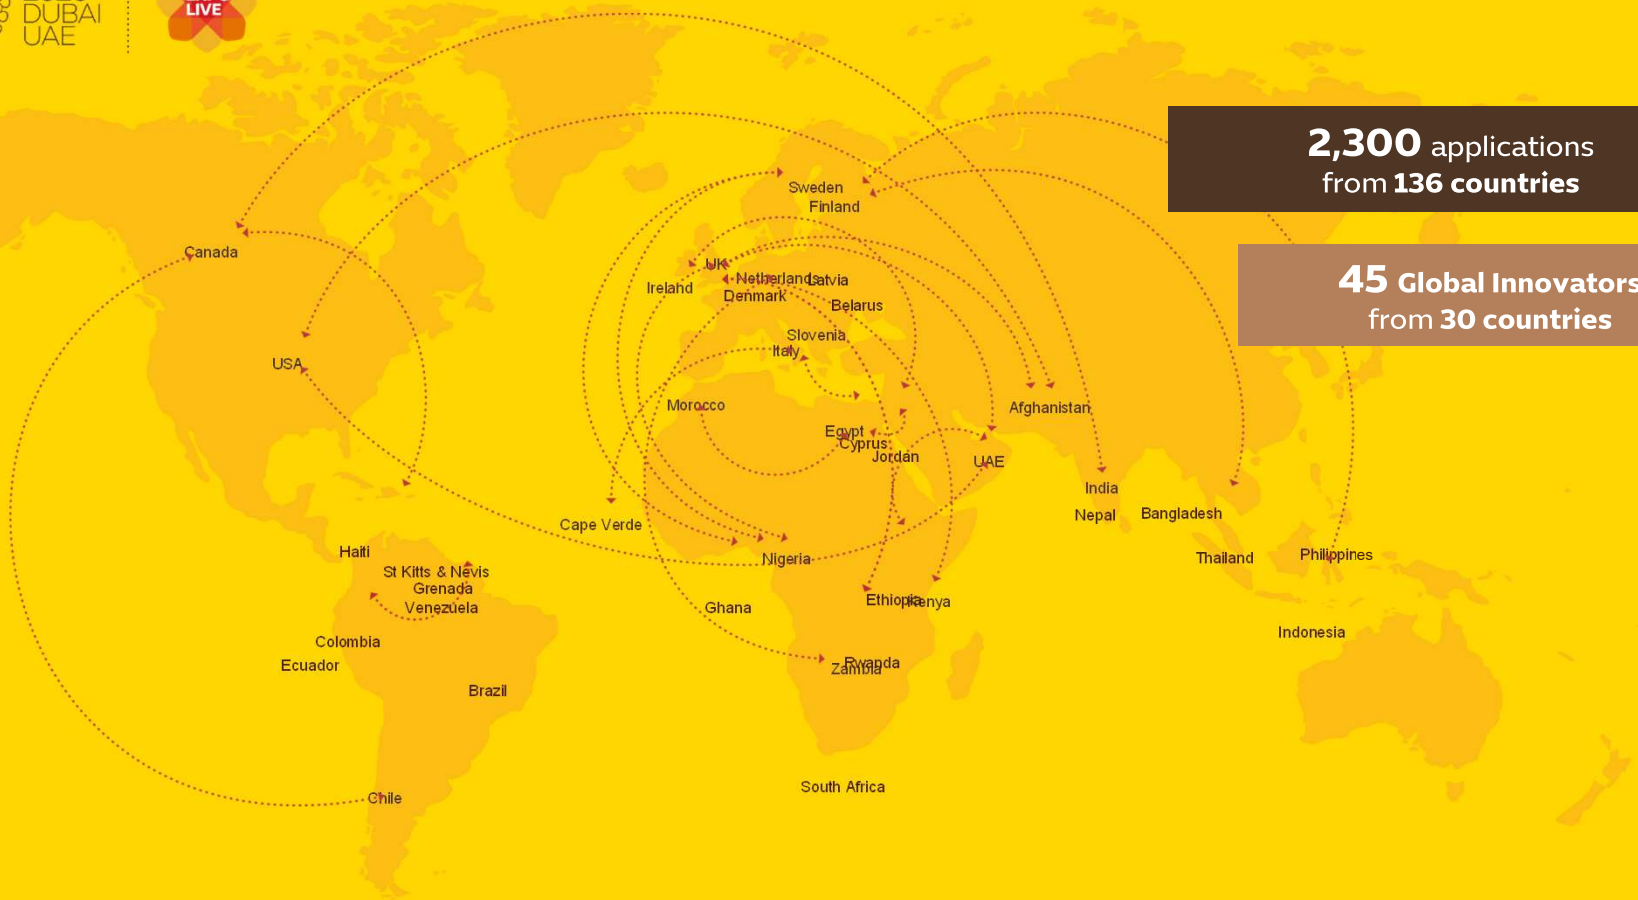 DUBAI
UAE
LIVE
2,300 applications
from 136 countries
45 Global Innovators
from 30 countries
Sweden
Finland
Canada
UK
Ireland
Netherlands
Latvia
Denmark
Belarus
Slovenia
Italy
USA
Morocco
Afghanistan
Egypt
Cyprus
Jordan
UAE
India
Nepal
Bangladesh
Cape Verde
Haiti
Nigeria
Thailand
Philippines
St Kitts & Nevis
Grenada
Venezuela
Ghana
Ethiopia
Kenya
Colombia
Ecuador
Indonesia
Rwanda
Zambia
Brazil
South Africa
Chile